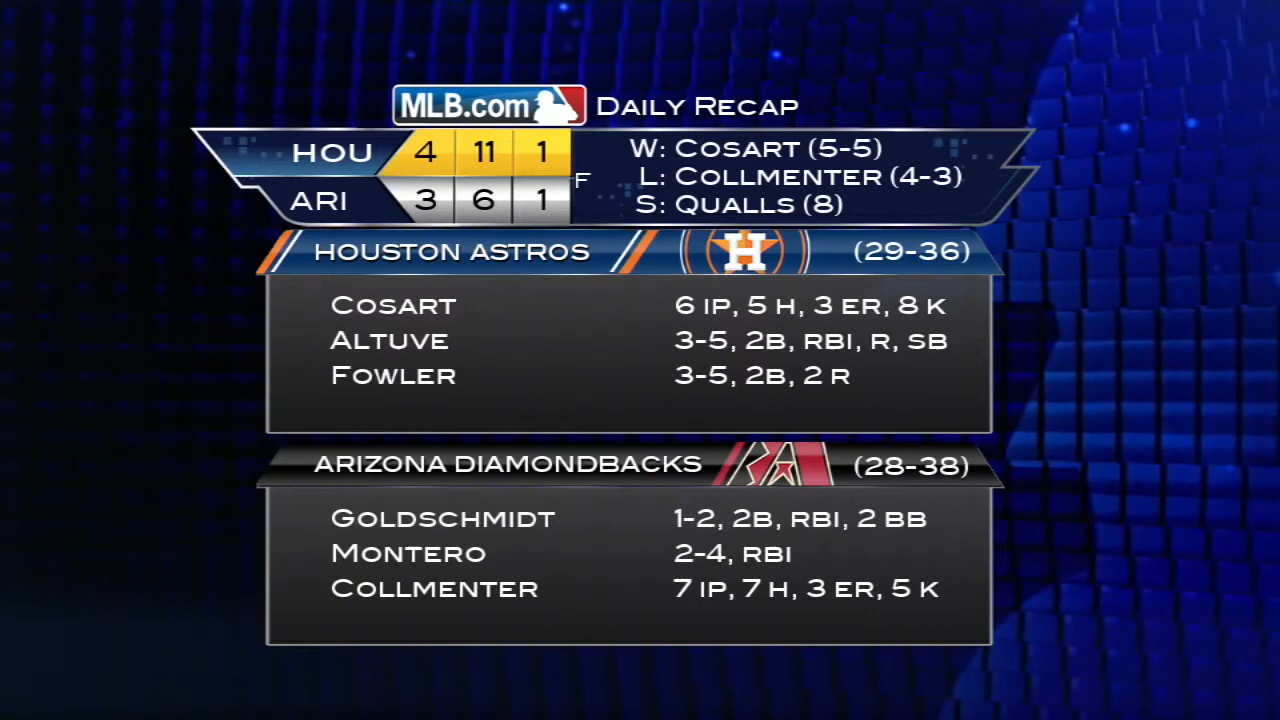 MLB.com DAILY RECAP
HOU 4 11 1
ARI 3 6 1
F
W: COSART (5-5)
L: COLLMENTER (4-3)
S: QUALLS (8)
HOUSTON ASTROS H (29-36)
COSART 6 IP, 5 H, 3 ER, 8 K
ALTUVE 3-5, 2B, RBI, R, SB
FOWLER 3-5, 2B, 2 R
ARIZONA DIAMONDBACKS A (28-38)
GOLDSCHMIDT 1-2, 2B, RBI, 2 BB
MONTERO 2-4, RBI
COLLMENTER 7 IP, 7 H, 3 ER, 5 K